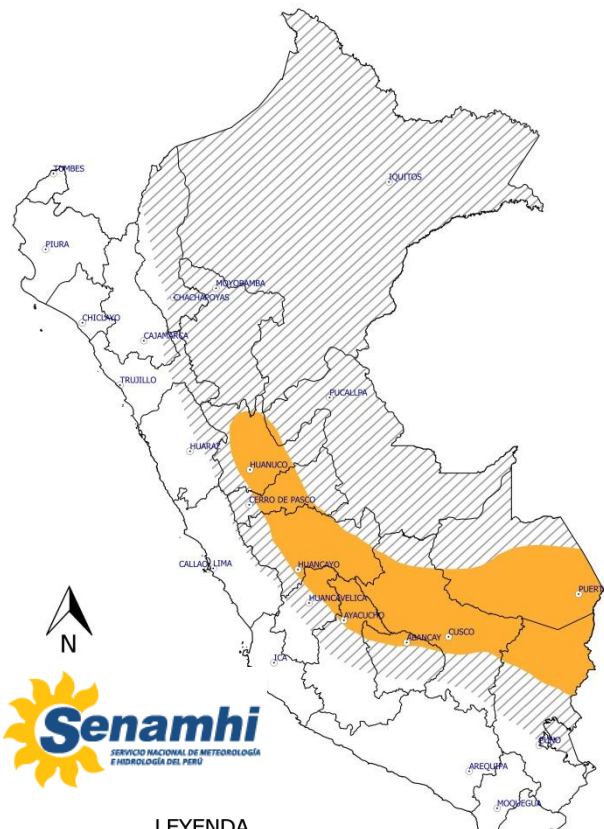 TUMBES
IQUITOS
PIURA
MOYOBAMBA
CHACHAPOYAS
CHICLAYO
CAJAMARCA
TRUJILLO
PUCALLPA
HUARAZ
HUANUCO
CERRO DE PASCO
CALLAO LIMA
HUANCAYO
PUERT
HUANCAVELICA
AYACUCHO
CUSCO
ABANCAY
N
ICA
Senamhi
SERVICIO NACIONAL DE METEOROLOGÍA
E HIDROLOGÍA DEL PERÚ
PUNO
AREQUIPA
MOQUEGUA
LEYENDA